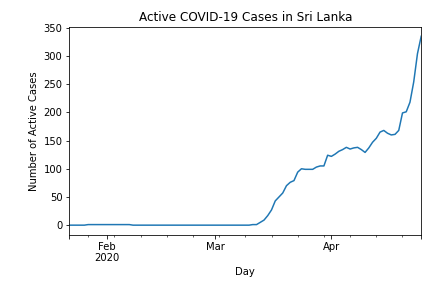 Active COVID-19 Cases in Sri Lanka
350
300
250
200
150
100
50
0
Number of Active Cases
Feb
2020
Mar
Apr
Day